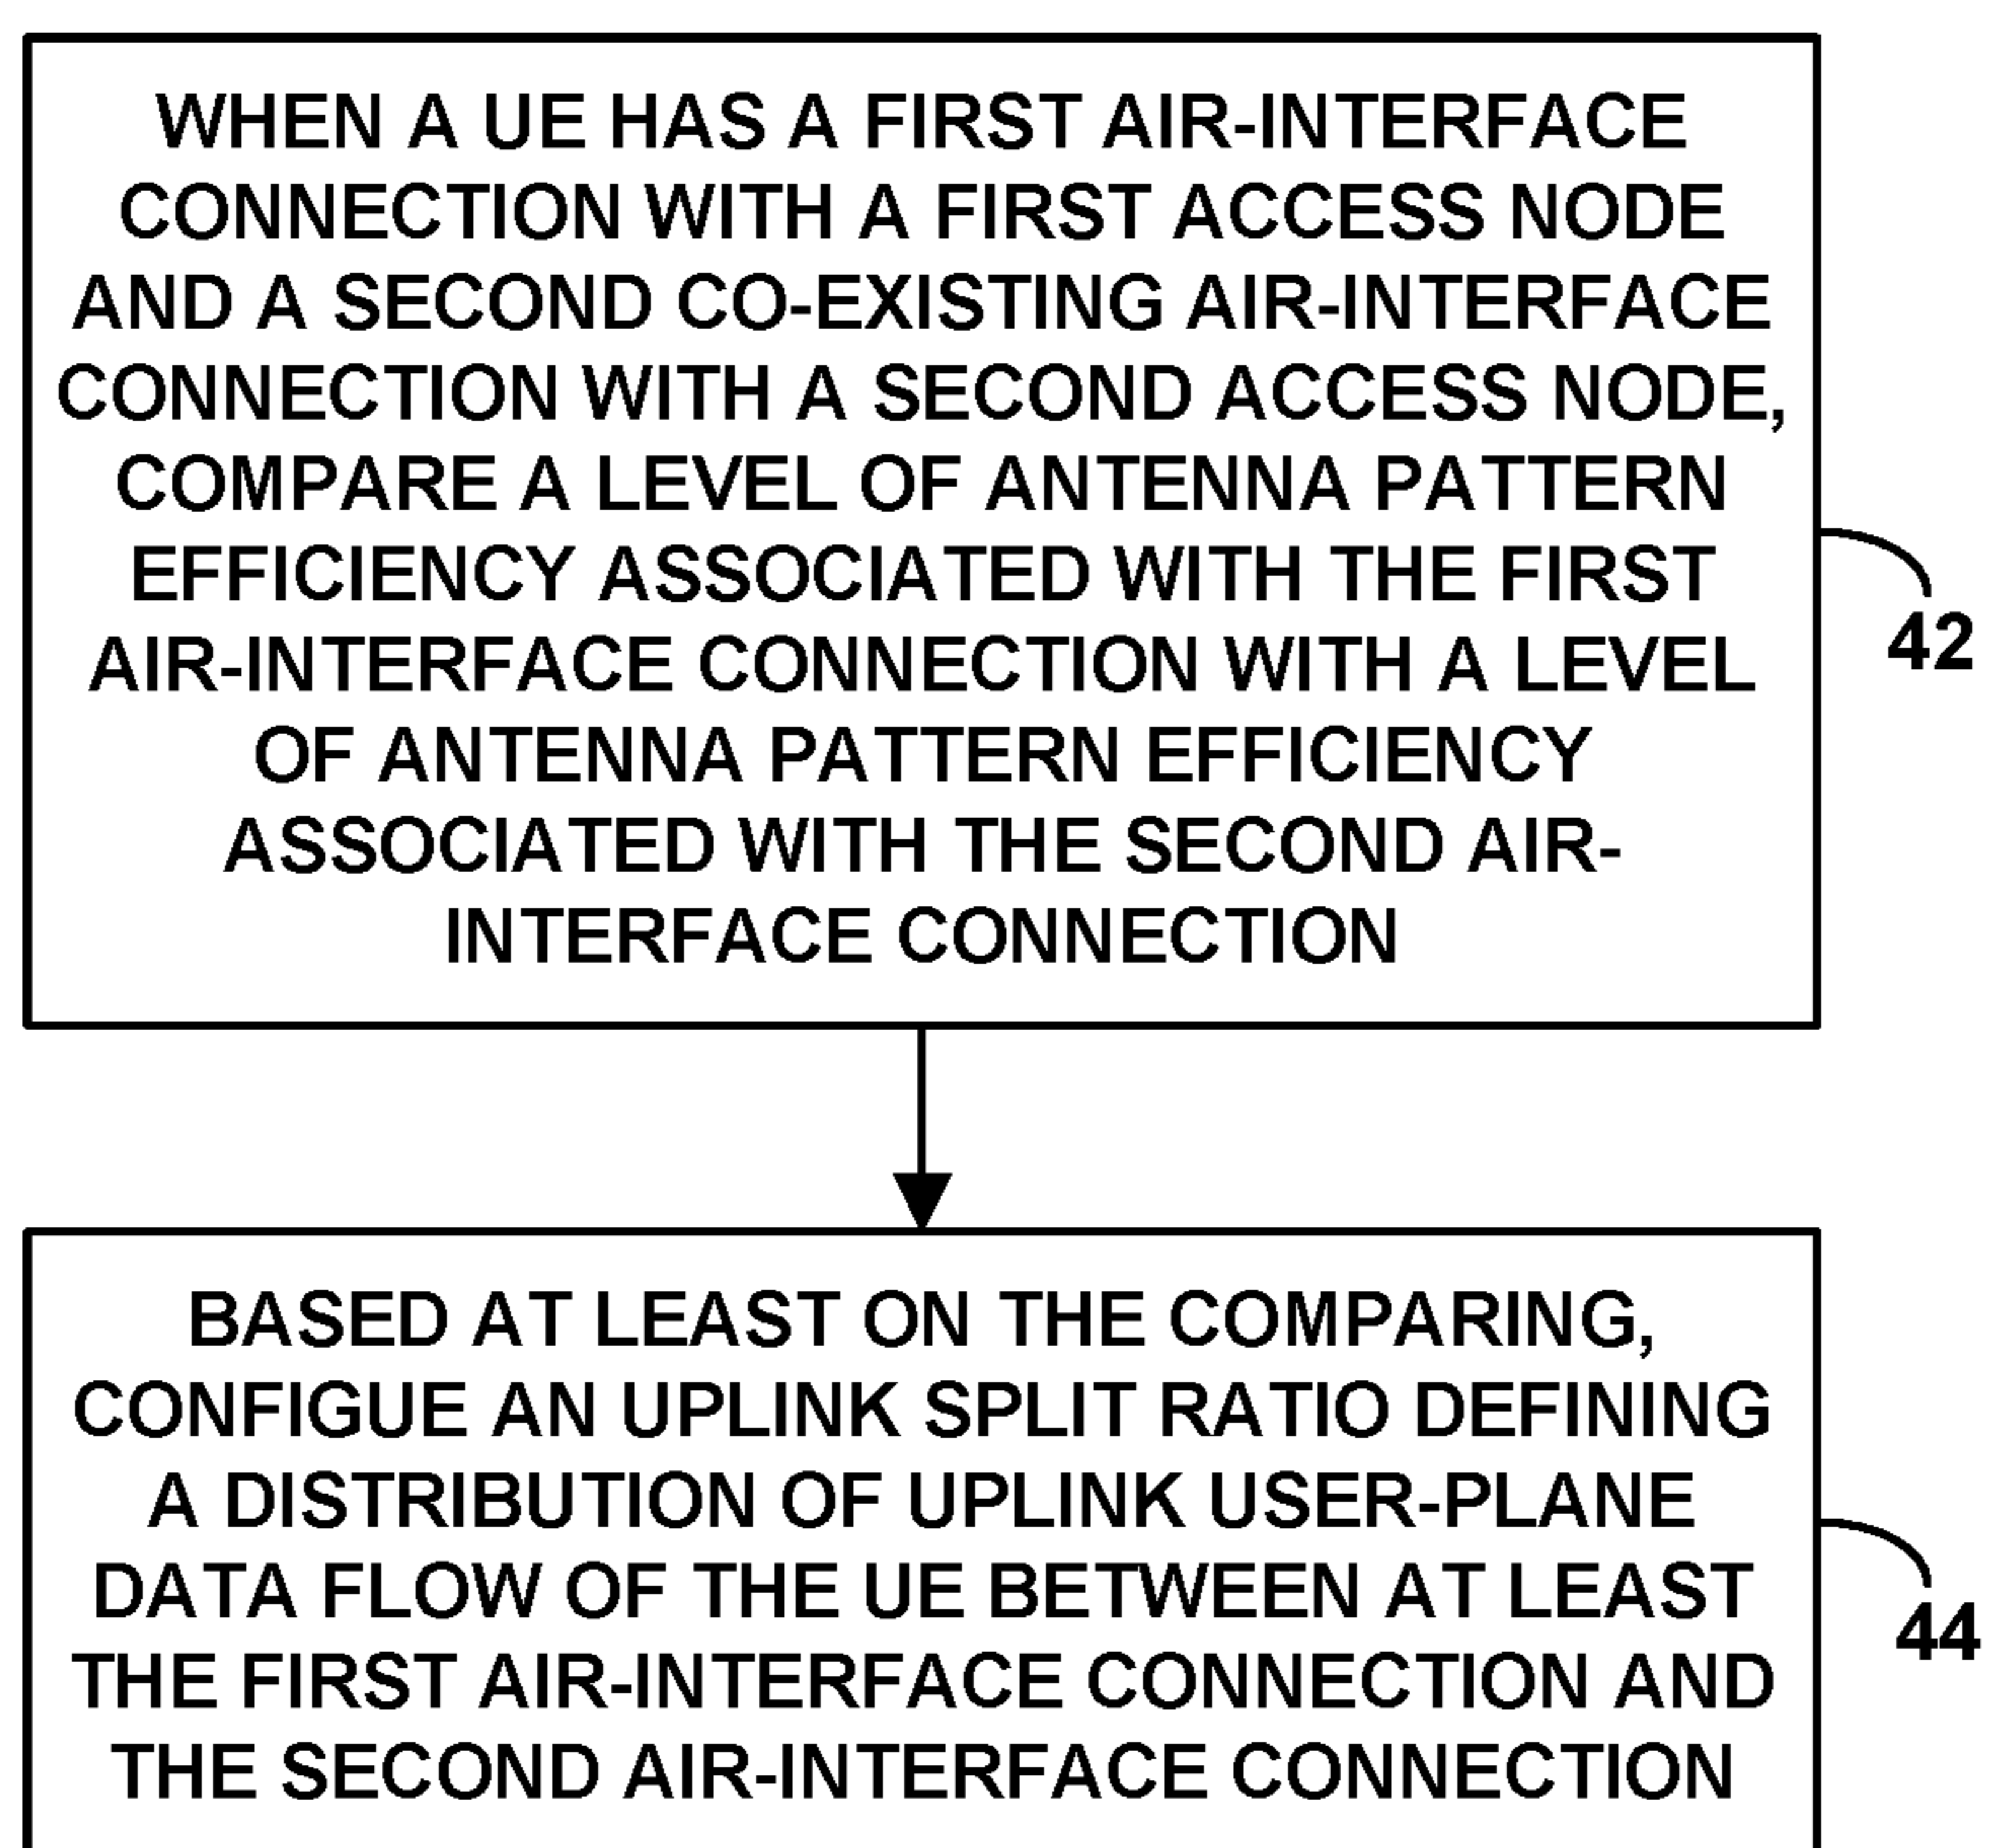 WHEN A UE HAS A FIRST AIR-INTERFACE
CONNECTION WITH A FIRST ACCESS NODE
AND A SECOND CO-EXISTING AIR-INTERFACE
CONNECTION WITH A SECOND ACCESS NODE,
COMPARE A LEVEL OF ANTENNA PATTERN
EFFICIENCY ASSOCIATED WITH THE FIRST
AIR-INTERFACE CONNECTION WITH A LEVEL
OF ANTENNA PATTERN EFFICIENCY
ASSOCIATED WITH THE SECOND AIR-
INTERFACE CONNECTION
42
BASED AT LEAST ON THE COMPARING,
CONFIGUE AN UPLINK SPLIT RATIO DEFINING
A DISTRIBUTION OF UPLINK USER-PLANE
DATA FLOW OF THE UE BETWEEN AT LEAST
THE FIRST AIR-INTERFACE CONNECTION AND
THE SECOND AIR-INTERFACE CONNECTION
44